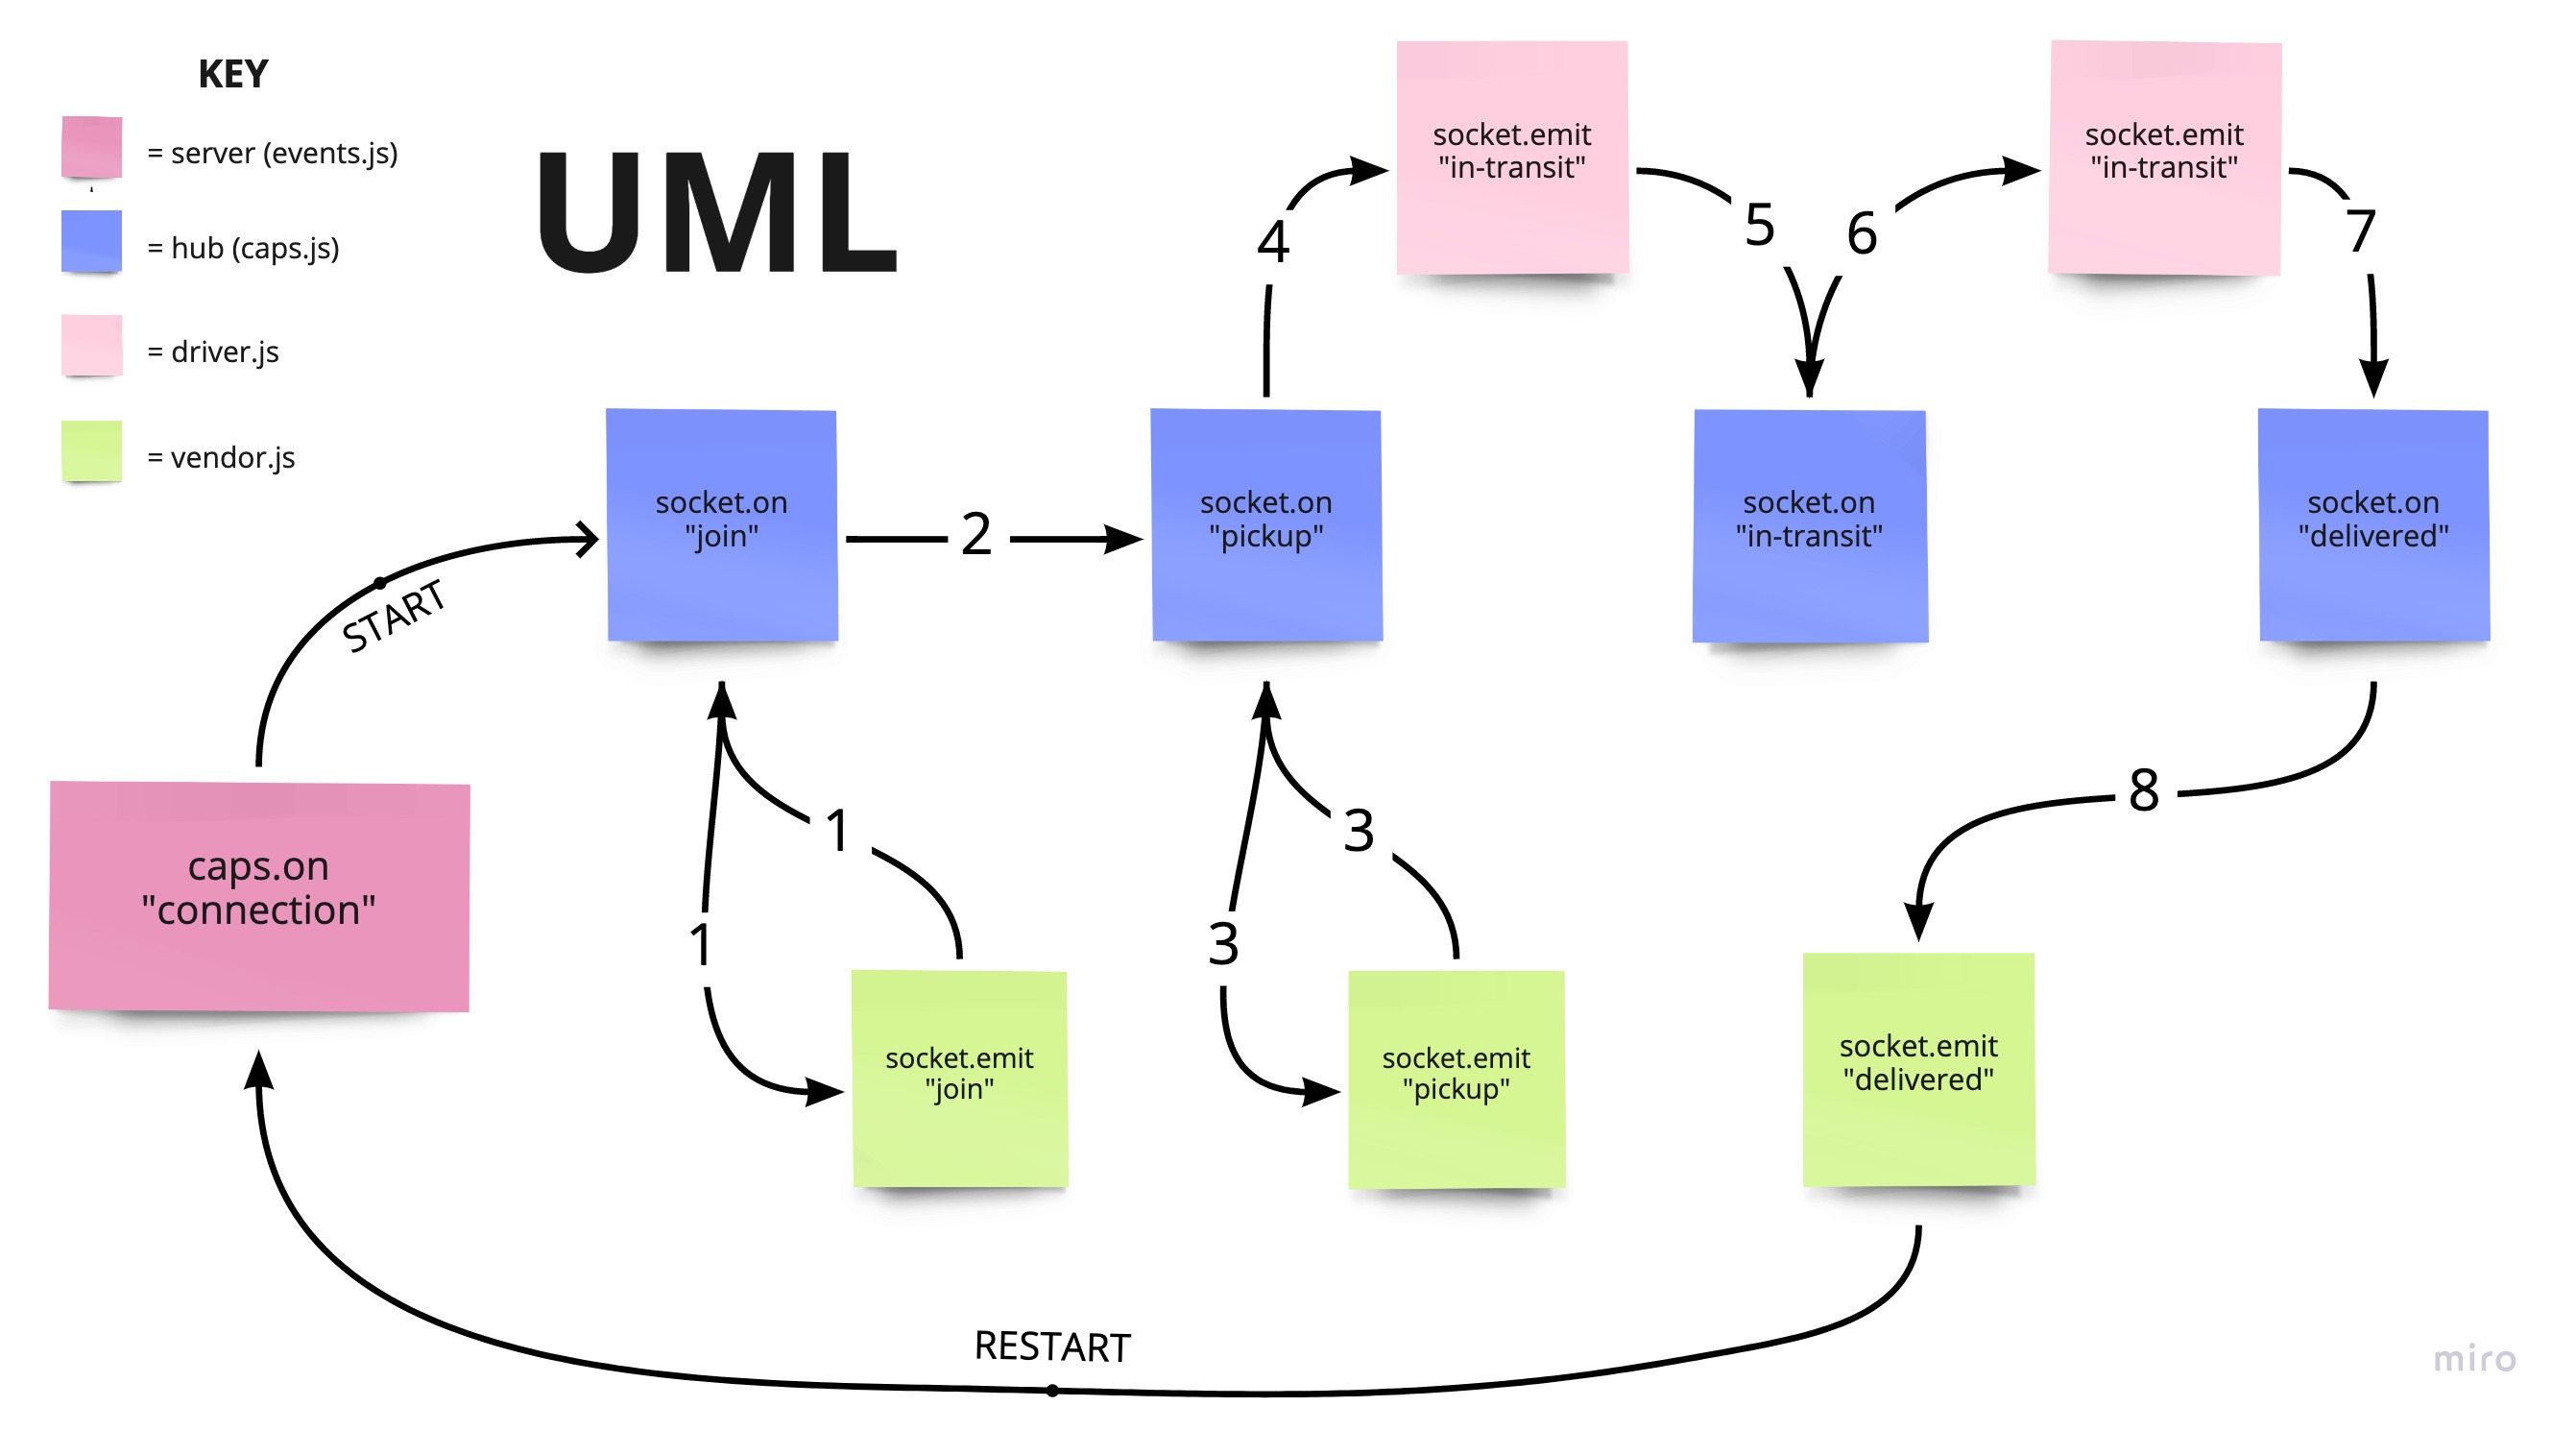 KEY
= server (events.js)
= hub (caps.js)
= driver.js
= vendor.js
UML
socket.emit
"in-transit"
socket.emit
"in-transit"
4
5
6
7
socket.on
"join"
2
socket.on
"pickup"
socket.on
"in-transit"
socket.on
"delivered"
START
caps.on
"connection"
1
1
3
3
8
socket.emit
"join"
socket.emit
"pickup"
socket.emit
"delivered"
RESTART
miro